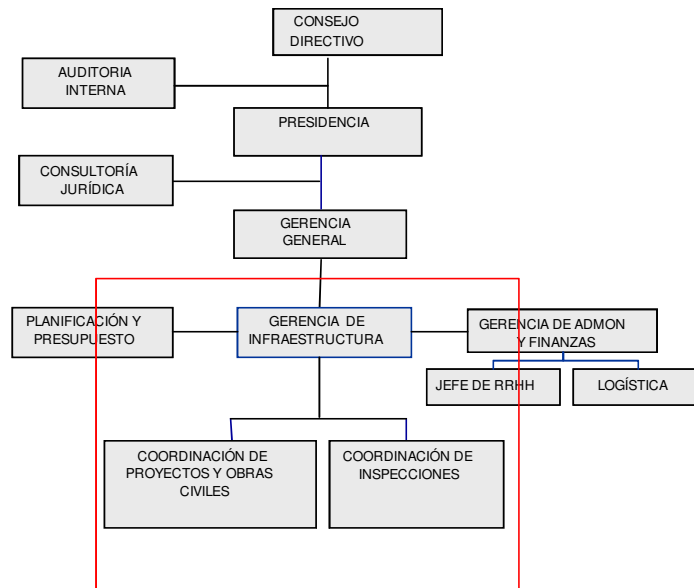 CONSEJO
DIRECTIVO
AUDITORIA
INTERNA
PRESIDENCIA
CONSULTORÍA
JURÍDICA
GERENCIA
GENERAL
PLANIFICACIÓN Y
PRESUPUESTO
GERENCIA DE
INFRAESTRUCTURA
GERENCIA DE ADMON
Y FINANZAS
JEFE DE RRHH
LOGÍSTICA
COORDINACIÓN DE
PROYECTOS Y OBRAS
CIVILES
COORDINACIÓN DE
INSPECCIONES